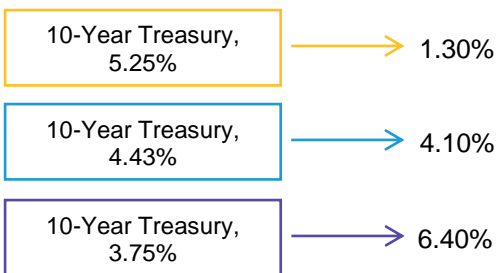 10-Year Treasury,
5.25%
1.30%
10-Year Treasury,
4.43%
4.10%
10-Year Treasury,
3.75%
6.40%